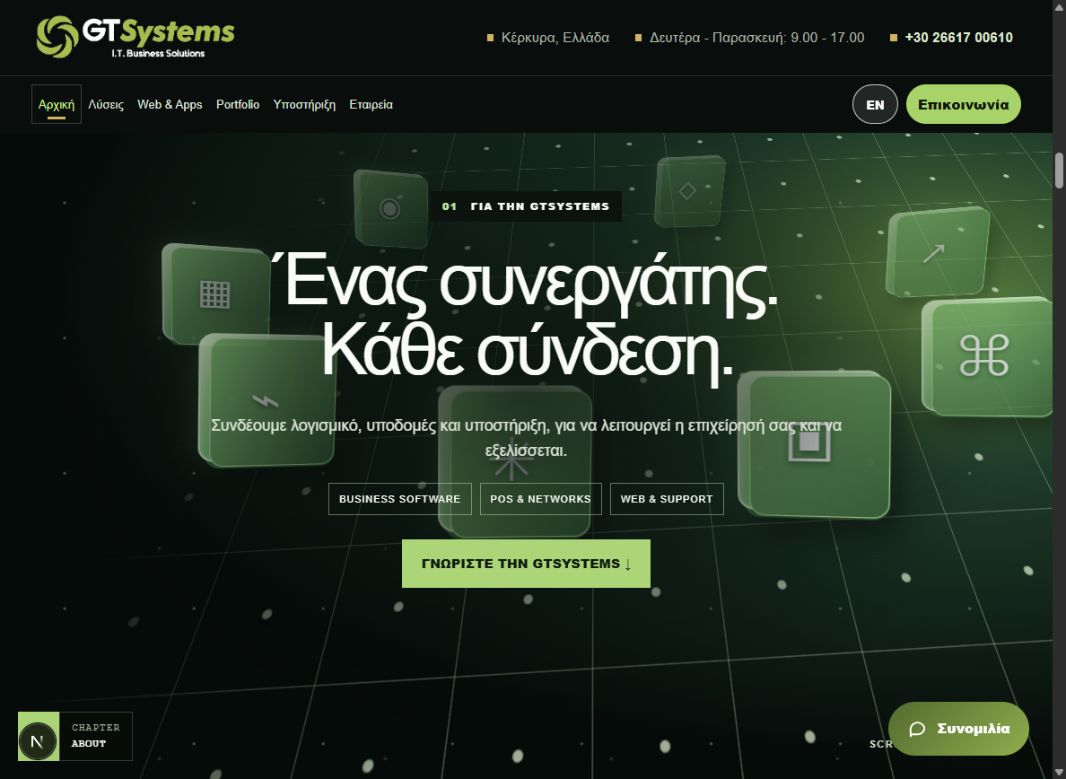 GTSystems
I.T. Business Solutions
Κέρκυρα, Ελλάδα
Δευτέρα - Παρασκευή: 9.00 - 17.00
+30 26617 00610
Αρχική
Λύσεις
Web & Apps
Portfolio
Υποστήριξη
Εταιρεία
EN
Επικοινωνία
01 ΓΙΑ ΤΗΝ GTSYSTEMS
Ένας συνεργάτης.
Κάθε σύνδεση.
Συνδέουμε λογισμικό, υποδομές και υποστήριξη, για να λειτουργεί η επιχείρησή σας και να
εξελίσσεται.
BUSINESS SOFTWARE
POS & NETWORKS
WEB & SUPPORT
ΓΝΩΡΙΣΤΕ ΤΗΝ GTSYSTEMS ↓
N
CHAPTER
ABOUT
Συνομιλία